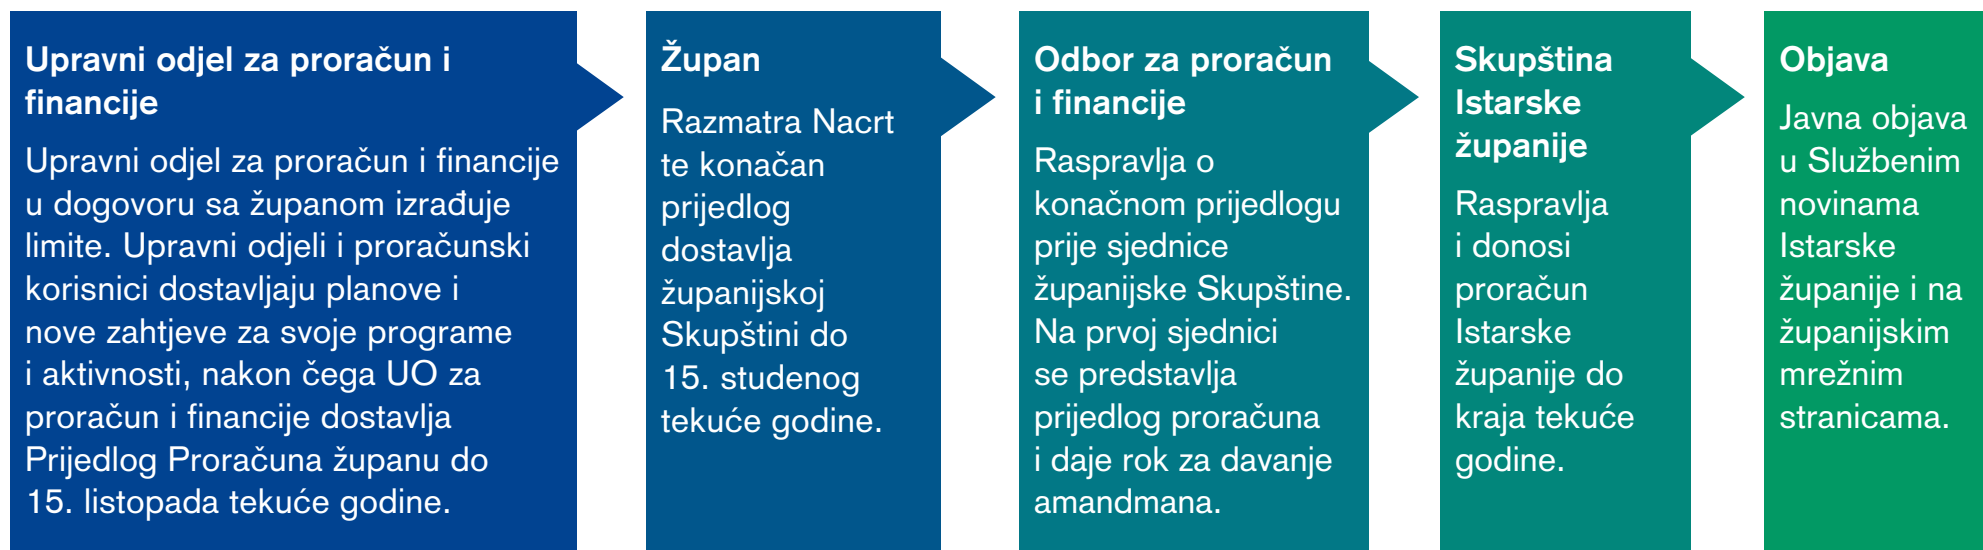 Upravni odjel za proračun i
financije
Upravni odjel za proračun i financije
u dogovoru sa županom izrađuje
limite. Upravni odjeli i proračunski
korisnici dostavljaju planove i
nove zahtjeve za svoje programe
i aktivnosti, nakon čega UO za
proračun i financije dostavlja
Prijedlog Proračuna županu do
15. listopada tekuće godine.
Župan
Razmatra Nacrt
te konačan
prijedlog
dostavlja
županijskoj
Skupštini do
15. studenog
tekuće godine.
Odbor za proračun
i financije
Raspravlja o
konačnom prijedlogu
prije sjednice
županijske Skupštine.
Na prvoj sjednici
se predstavlja
prijedlog proračuna
i daje rok za davanje
amandmana.
Skupština
Istarske
županije
Raspravlja
i donosi
proračun
Istarske
županije do
kraja tekuće
godine.
Objava
Javna objava
u Službenim
novinama
Istarske
županije i na
županijskim
mrežnim
stranicama.